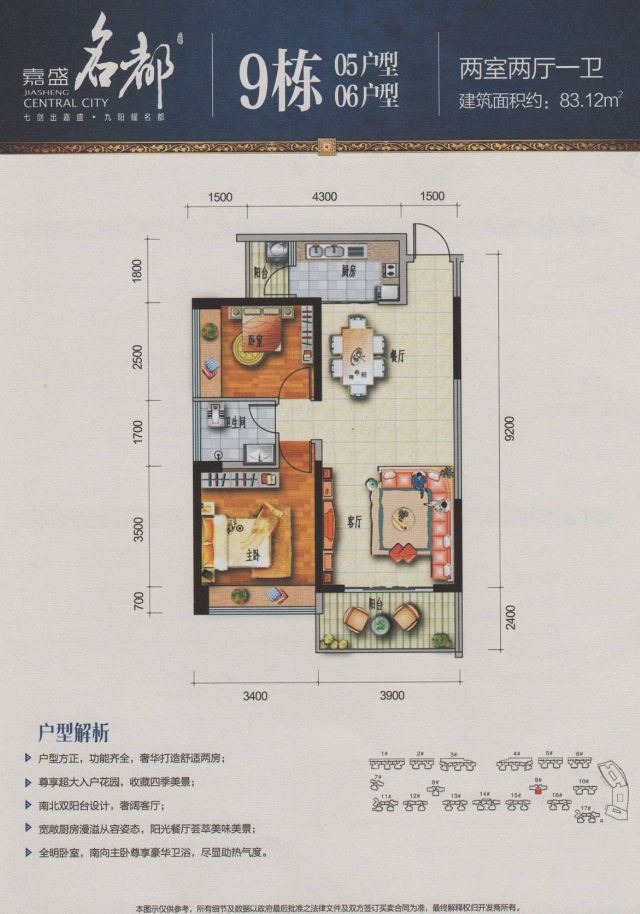 嘉盛 名都
JIASHENG
CENTRAL CITY
七剑出嘉盛·九阳耀名都
9栋
05户型
06户型
两室两厅一卫
建筑面积约：83.12m²
1500 4300 1500
1800
2500
1700
3500
700
9200
2400
3400 3900
阳台
厨房
卧室
餐厅
卫生间
客厅
主卧
阳台
户型解析
户型方正，功能齐全，奢华打造舒适两房；
尊享超大入户花园，收藏四季美景；
南北双阳台设计，奢阔客厅；
宽敞厨房漫溢从容姿态，阳光餐厅荟萃美味美景；
全明卧室，南向主卧尊享豪华卫浴，尽显助热气度。
1# 2# 3# 4# 5# 6#
7# 8# 9# 10#
11# 12# 13# 14# 15# 16# 17#
本图示仅供参考，所有细节及数据以政府最后批准之法律文件及双方签订买卖合同为准，最终解释权归开发商所有。